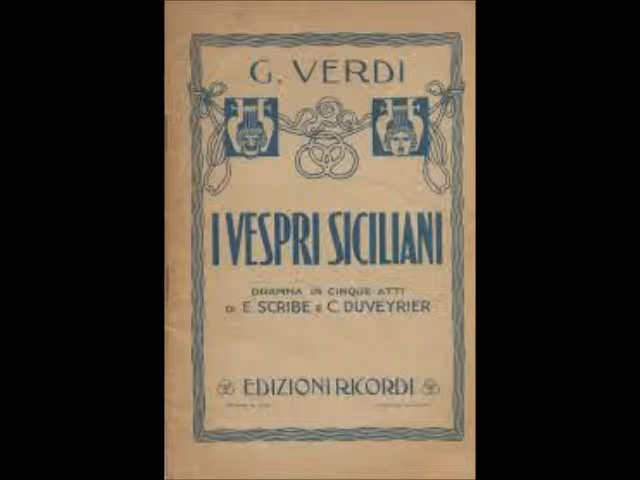 G. VERDI
I VESPRI SICILIANI
DRAMMA IN CINQUE ATTI
DI E. SCRIBE E C. DUVEYRIER
EDIZIONI RICORDI